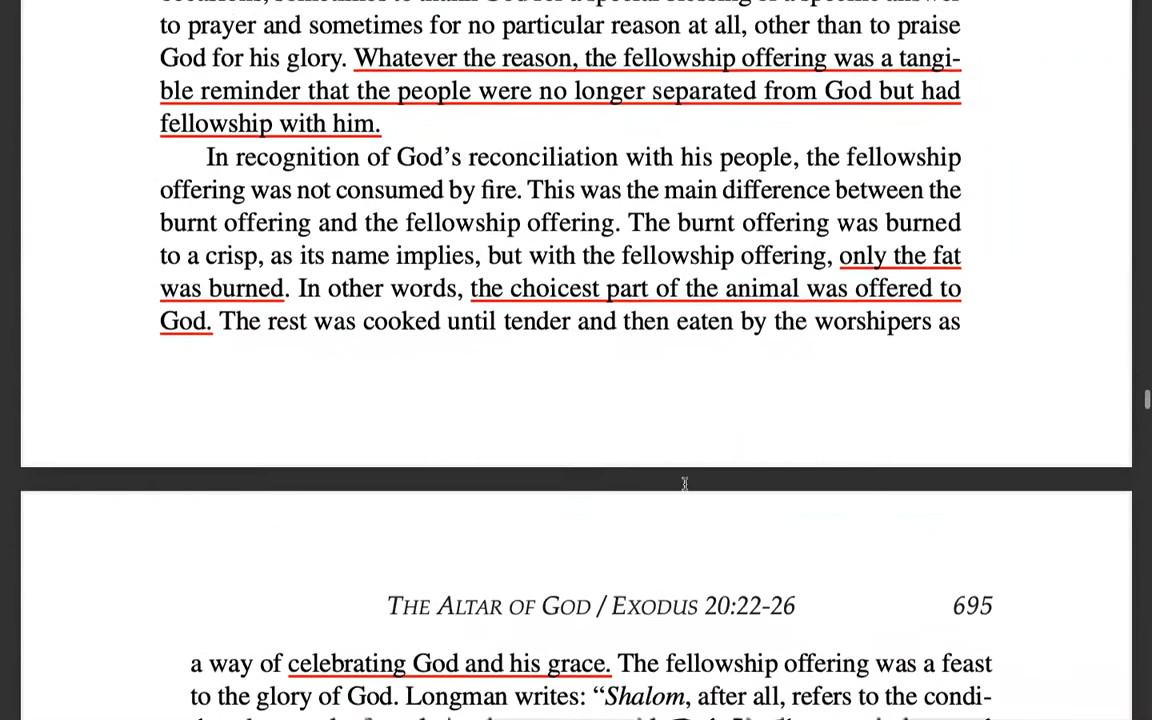 to prayer and sometimes for no particular reason at all, other than to praise
God for his glory. Whatever the reason, the fellowship offering was a tangi-
ble reminder that the people were no longer separated from God but had
fellowship with him.
In recognition of God’s reconciliation with his people, the fellowship
offering was not consumed by fire. This was the main difference between the
burnt offering and the fellowship offering. The burnt offering was burned
to a crisp, as its name implies, but with the fellowship offering, only the fat
was burned. In other words, the choicest part of the animal was offered to
God. The rest was cooked until tender and then eaten by the worshipers as
THE ALTAR OF GOD / EXODUS 20:22-26 695
a way of celebrating God and his grace. The fellowship offering was a feast
to the glory of God. Longman writes: “Shalom, after all, refers to the condi-